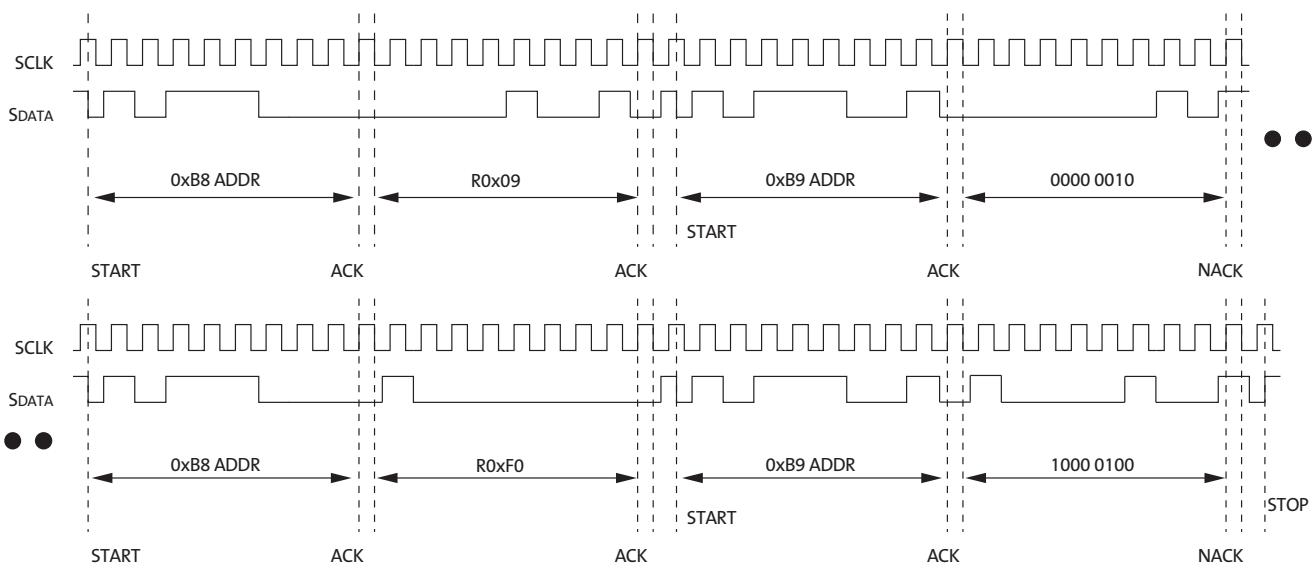 SCLK
SDATA
0xB8 ADDR R0x09 0xB9 ADDR 0000 0010
START
START ACK ACK ACK NACK
SCLK
SDATA
0xB8 ADDR R0xF0 0xB9 ADDR 1000 0100
START STOP
START ACK ACK ACK NACK